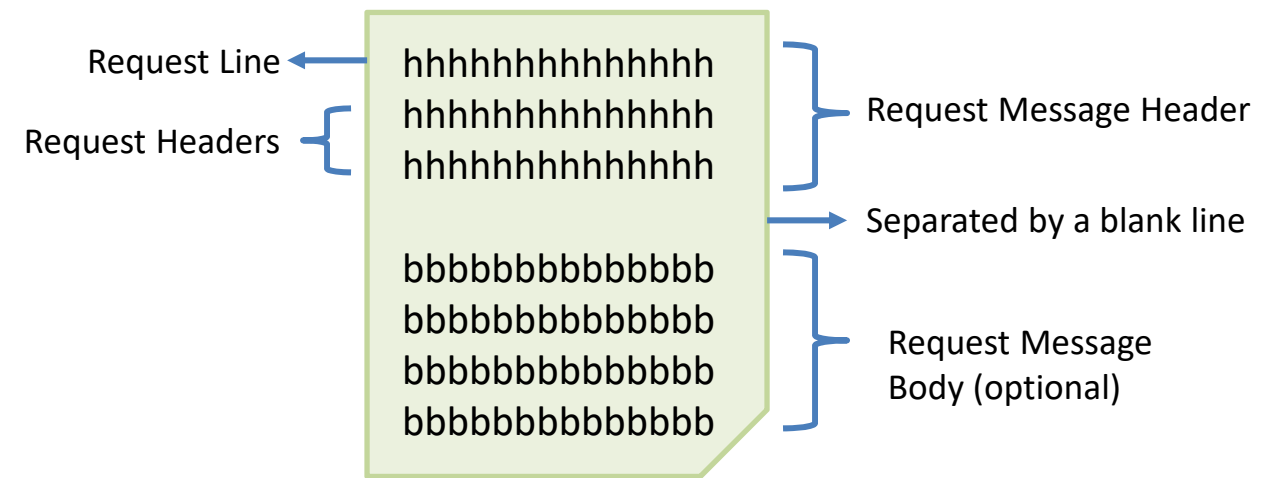 Request Line
Request Headers
hhhhhhhhhhhhhh
hhhhhhhhhhhhhh
hhhhhhhhhhhhhh
bbbbbbbbbbbbbb
bbbbbbbbbbbbbb
bbbbbbbbbbbbbb
bbbbbbbbbbbbbb
Request Message Header
Separated by a blank line
Request Message
Body (optional)